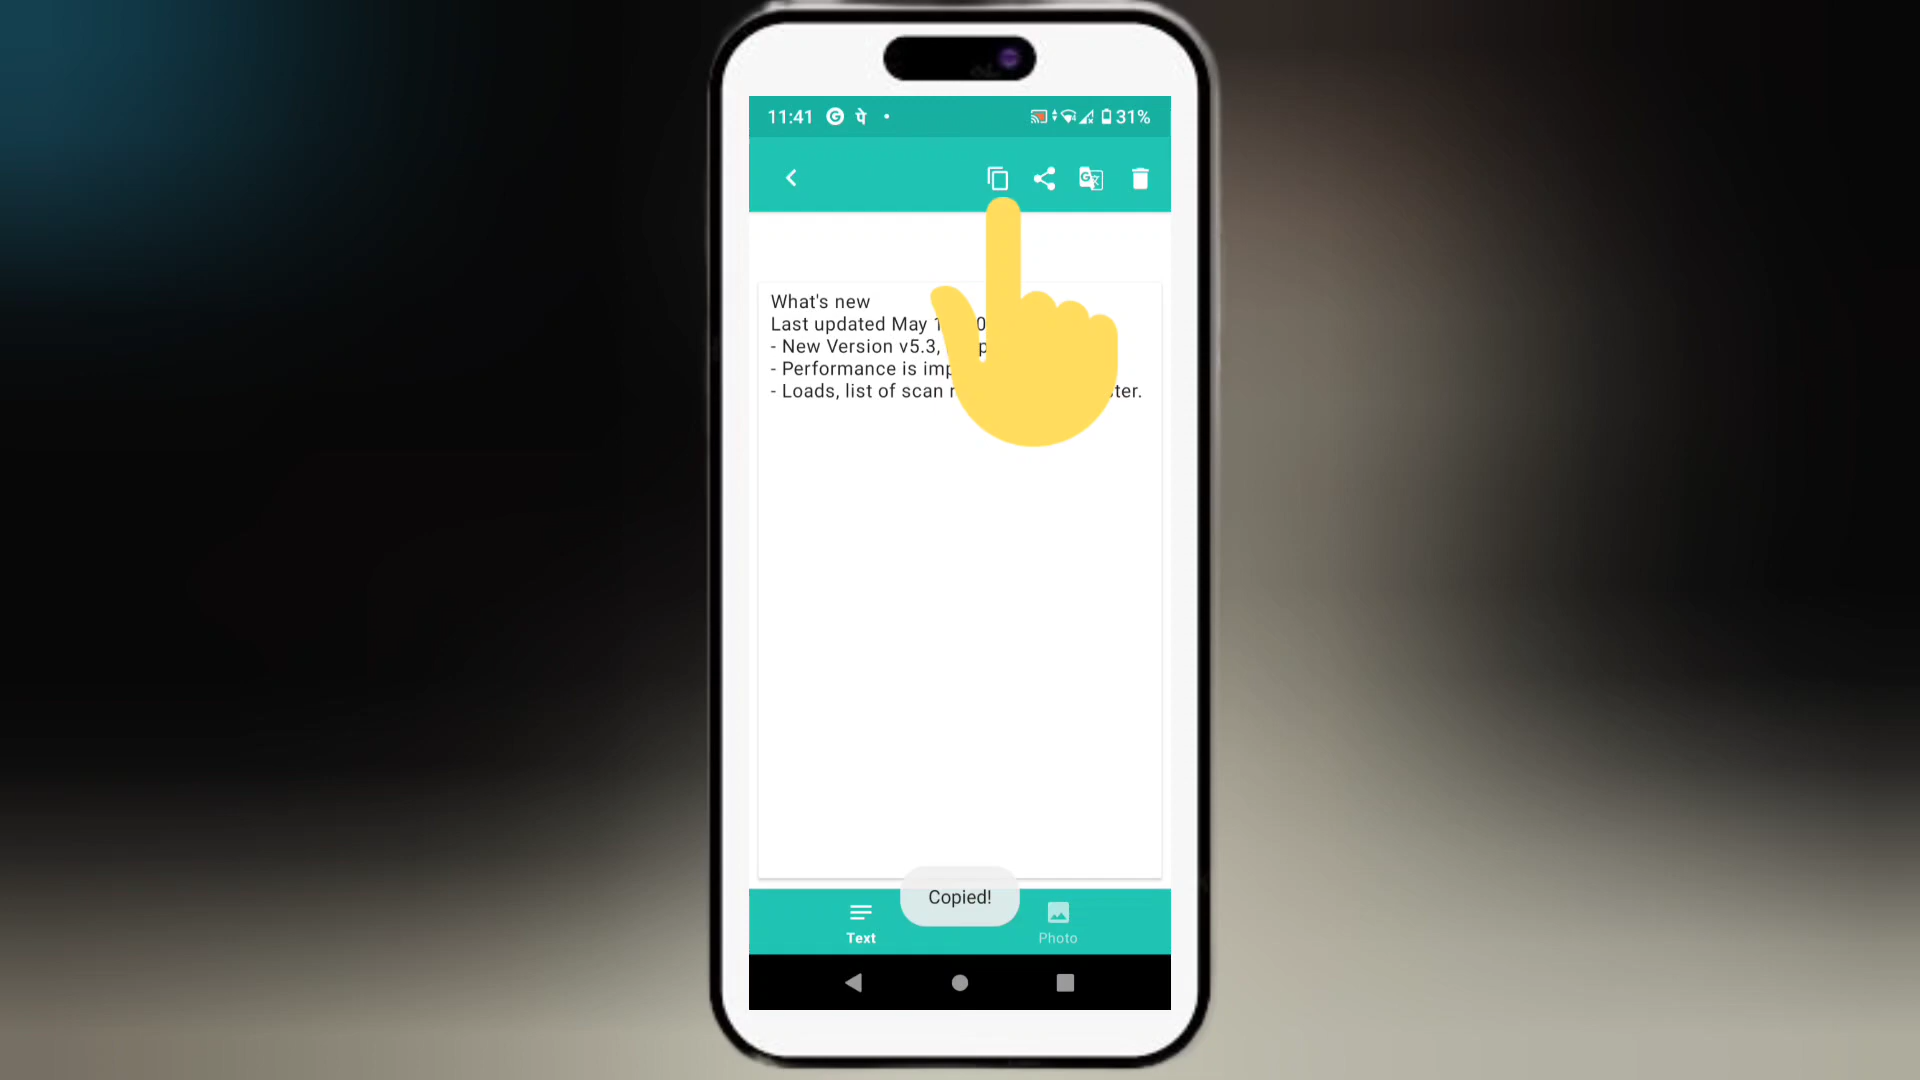 11:41 पे 31%
What's new
Last updated May
- New Version v5.3,
- Performance is
- Loads, list of scan
Copied!
Text
Photo